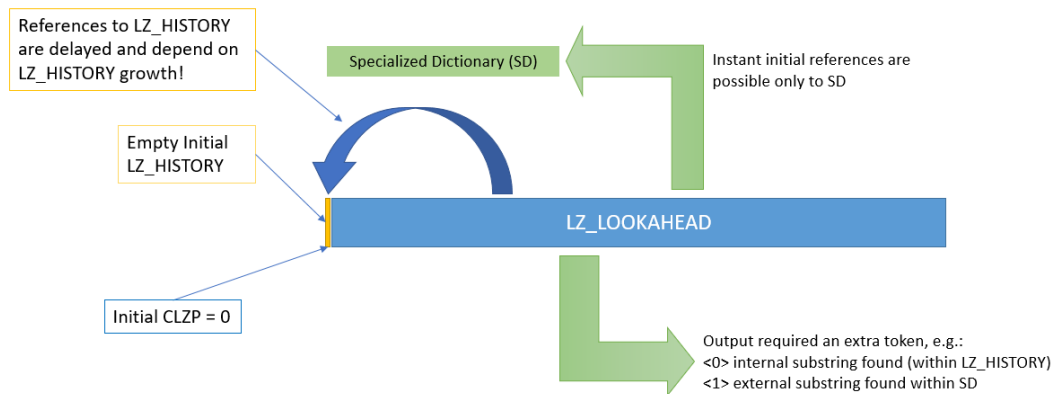 References to LZ_HISTORY
are delayed and depend on
LZ_HISTORY growth!
Specialized Dictionary (SD)
Instant initial references are
possible only to SD
Empty Initial
LZ_HISTORY
LZ_LOOKAHEAD
Initial CLZP = 0
Output required an extra token, e.g.:
<0> internal substring found (within LZ_HISTORY)
<1> external substring found within SD